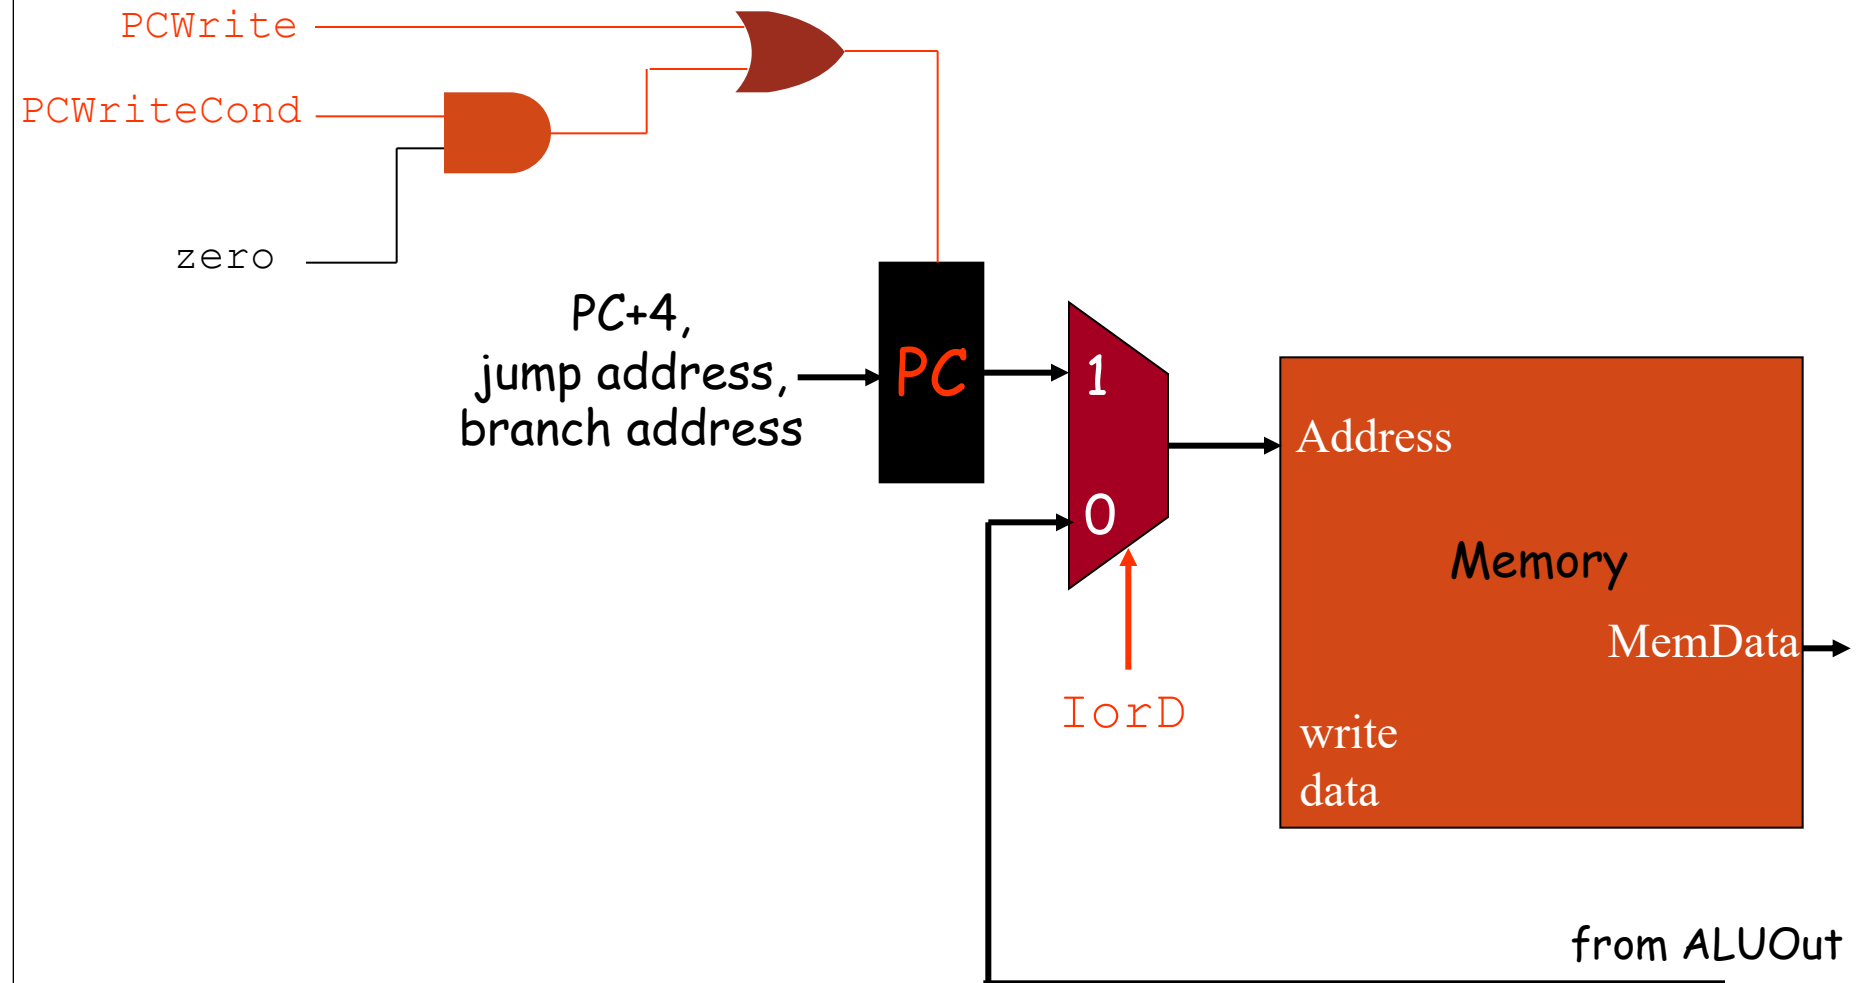 PCWrite
PCWriteCond
zero
PC+4,
jump address,
branch address
PC
1
0
IorD
Address
Memory
MemData
write
data
from ALUOut